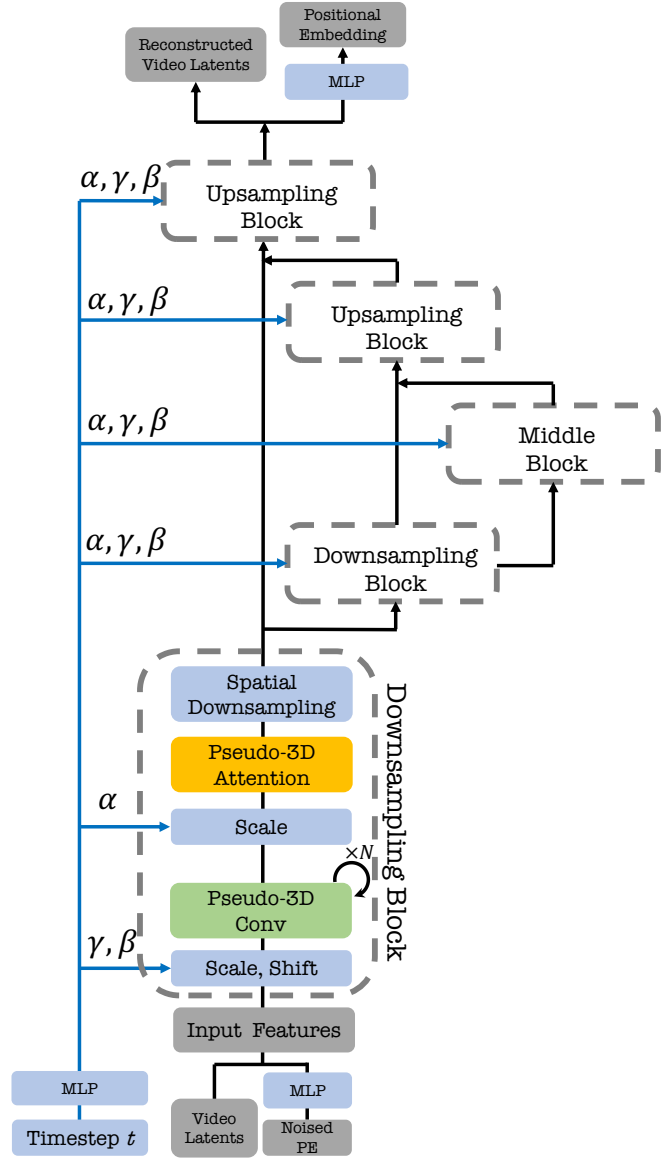 Positional
Embedding
Reconstructed
Video Latents
MLP
α, γ, β
Upsampling
Block
α, γ, β
Upsampling
Block
α, γ, β
Middle
Block
α, γ, β
Downsampling
Block
Spatial
Downsampling
Pseudo-3D
Attention
α
Scale
×N
Pseudo-3D
Conv
γ, β
Scale, Shift
Downsampling Block
Input Features
MLP
MLP
Timestep t
Video
Latents
Noised
PE